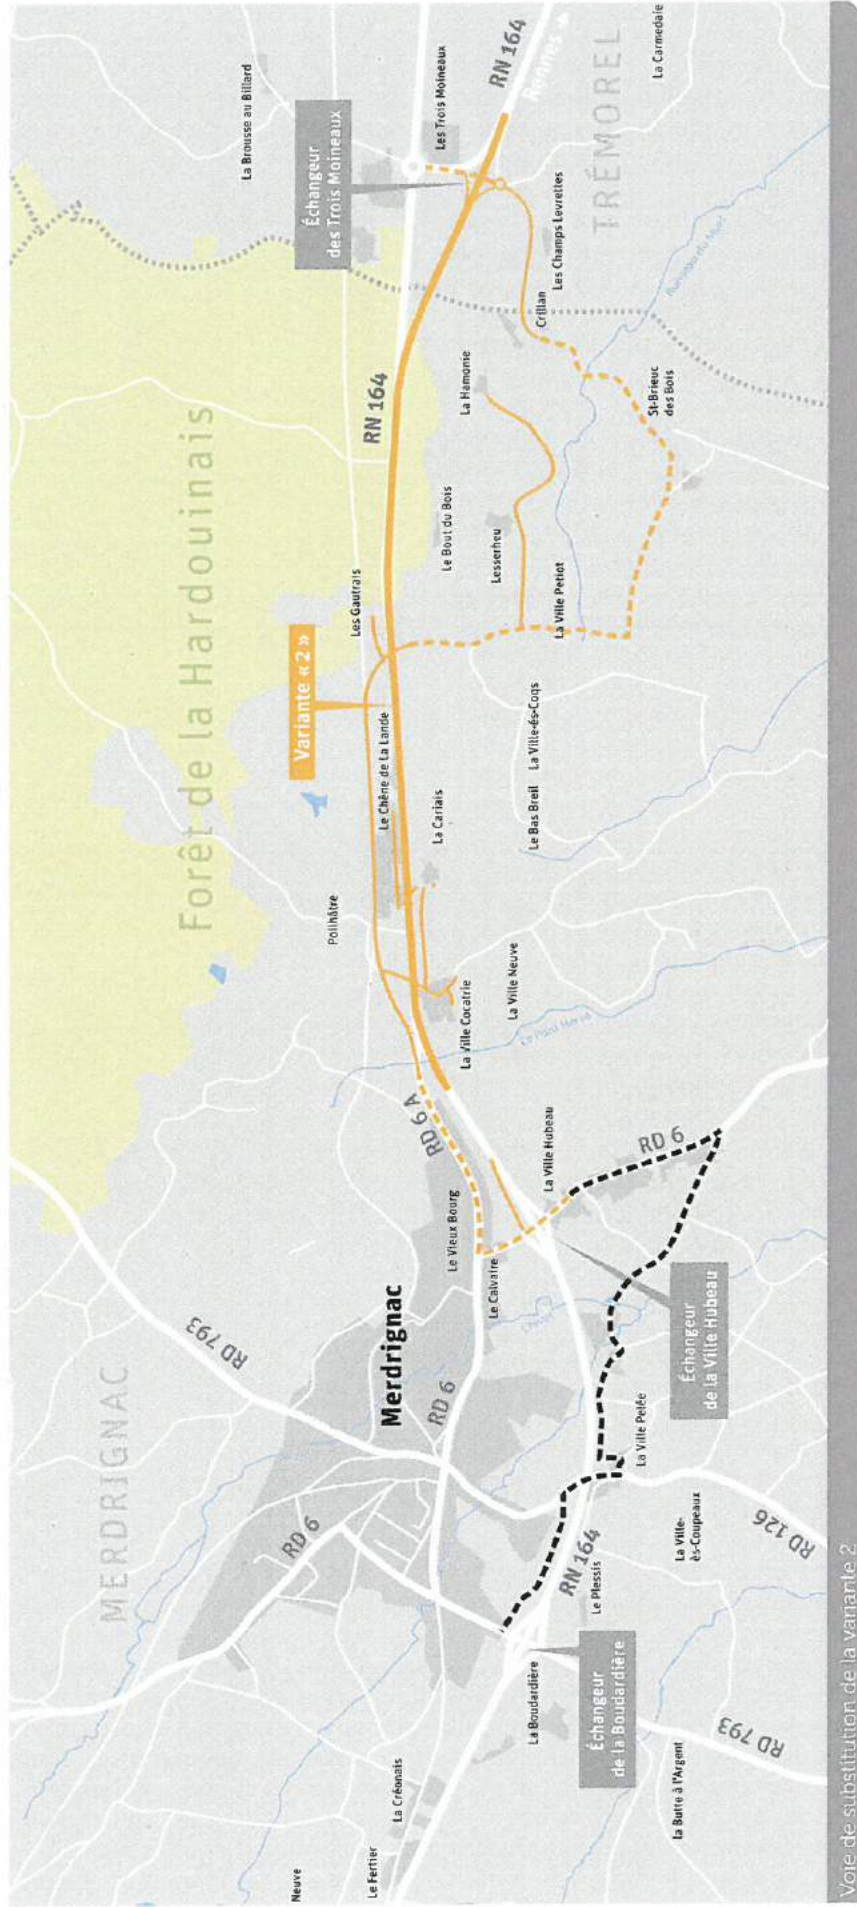 MERDRIGNAC
Forêt de la Hardouinais
TRÉMOREL
La Brousse au Billard
Échangeur
des Trois Moineaux
Les Trois Moineaux
RN 164
Rennes
La Carmedaie
Les Champs Levrettes
Crillan
RN 164
La Hamonie
St-Brieuc
des Bois
Le Bout du Bois
Lesserheu
Les Gautrais
La Ville Petiot
Variante « 2 »
Le Chêne de la Lande
La Ville-ès-Coqs
Le Bas Breil
La Cariais
Poilhâtre
La Ville Neuve
La Ville Cocatrie
Le Pont Hervé
RD 6 A
La Ville Hubeau
RD 6
Le Vieux Bourg
Le Calvaire
RD 793
Merdrignac
RD 6
Échangeur
de la Ville Hubeau
La Ville Pelée
RD 126
La Ville-
ès-Coupeaux
RD 6
RN 164
Le Plessis
La Boudardière
Échangeur
de la Boudardière
RD 793
La Butte à l'Argent
La Créonais
Le Fertier
Neuve
Voie de substitution de la variante 2